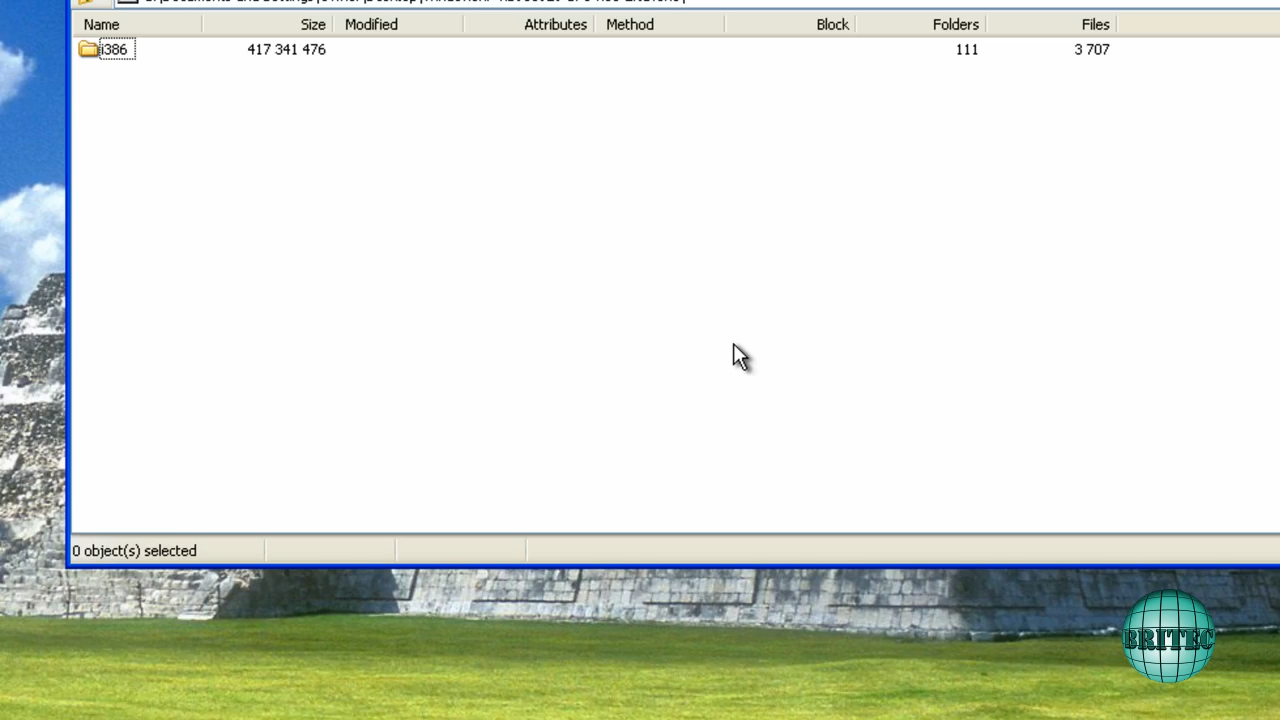 Name Size Modified Attributes Method Block Folders Files
i386 417 341 476 111 3 707
0 object(s) selected
BRITEC